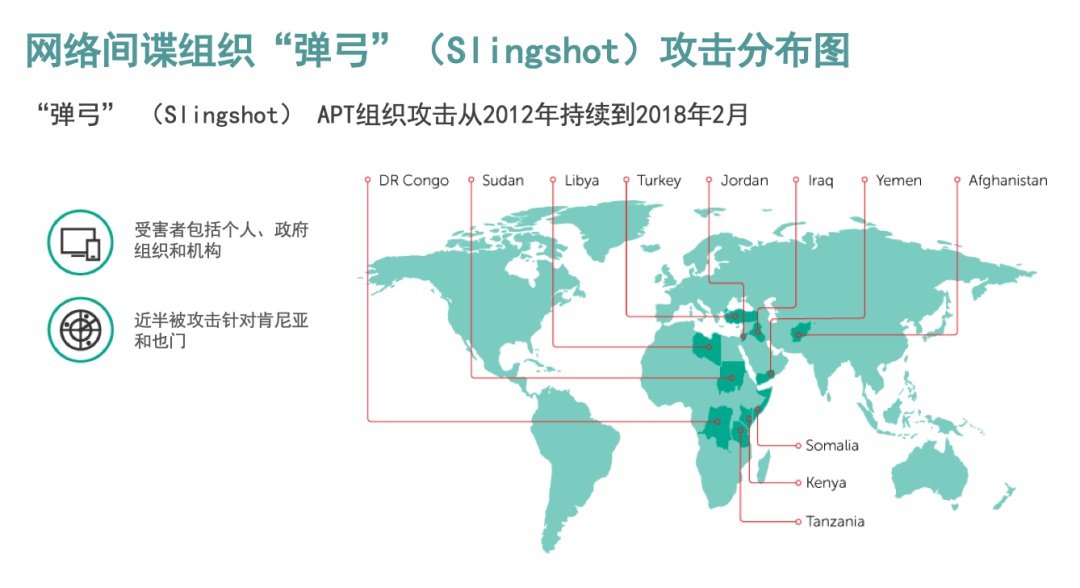 网络间谍组织“弹弓”（Slingshot）攻击分布图
“弹弓” （Slingshot） APT组织攻击从2012年持续到2018年2月
DR Congo
Sudan
Libya
Turkey
Jordan
Iraq
Yemen
Afghanistan
受害者包括个人、政府
组织和机构
近半被攻击针对肯尼亚
和也门
Somalia
Kenya
Tanzania